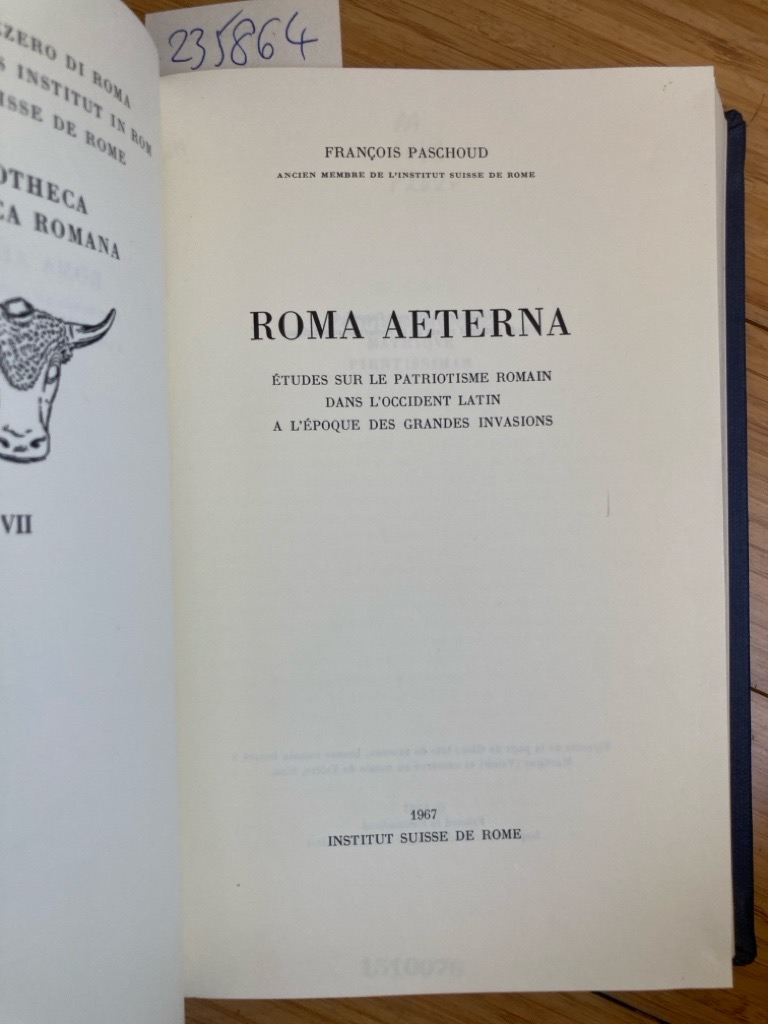 235864
ZERO DI ROMA
INSTITUT IN ROM
ISSE DE ROME
OTHECA
CA ROMANA
VII
FRANÇOIS PASCHOUD
ANCIEN MEMBRE DE L'INSTITUT SUISSE DE ROME
ROMA AETERNA
ÉTUDES SUR LE PATRIOTISME ROMAIN
DANS L'OCCIDENT LATIN
A L'ÉPOQUE DES GRANDES INVASIONS
1967
INSTITUT SUISSE DE ROME